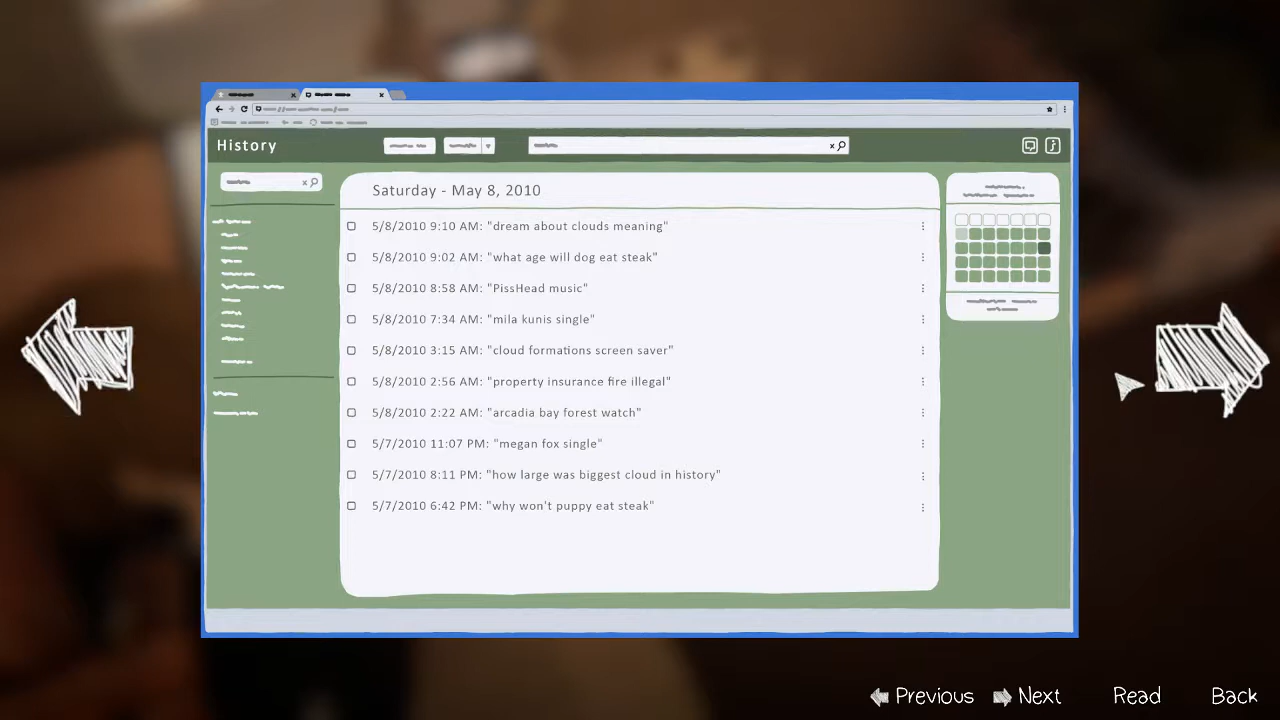 History
Saturday - May 8, 2010
5/8/2010 9:10 AM: "dream about clouds meaning"
5/8/2010 9:02 AM: "what age will dog eat steak"
5/8/2010 8:58 AM: "PissHead music"
5/8/2010 7:34 AM: "mila kunis single"
5/8/2010 3:15 AM: "cloud formations screen saver"
5/8/2010 2:56 AM: "property insurance fire illegal"
5/8/2010 2:22 AM: "arcadia bay forest watch"
5/7/2010 11:07 PM: "megan fox single"
5/7/2010 8:11 PM: "how large was biggest cloud in history"
5/7/2010 6:42 PM: "why won't puppy eat steak"
Previous Next Read Back